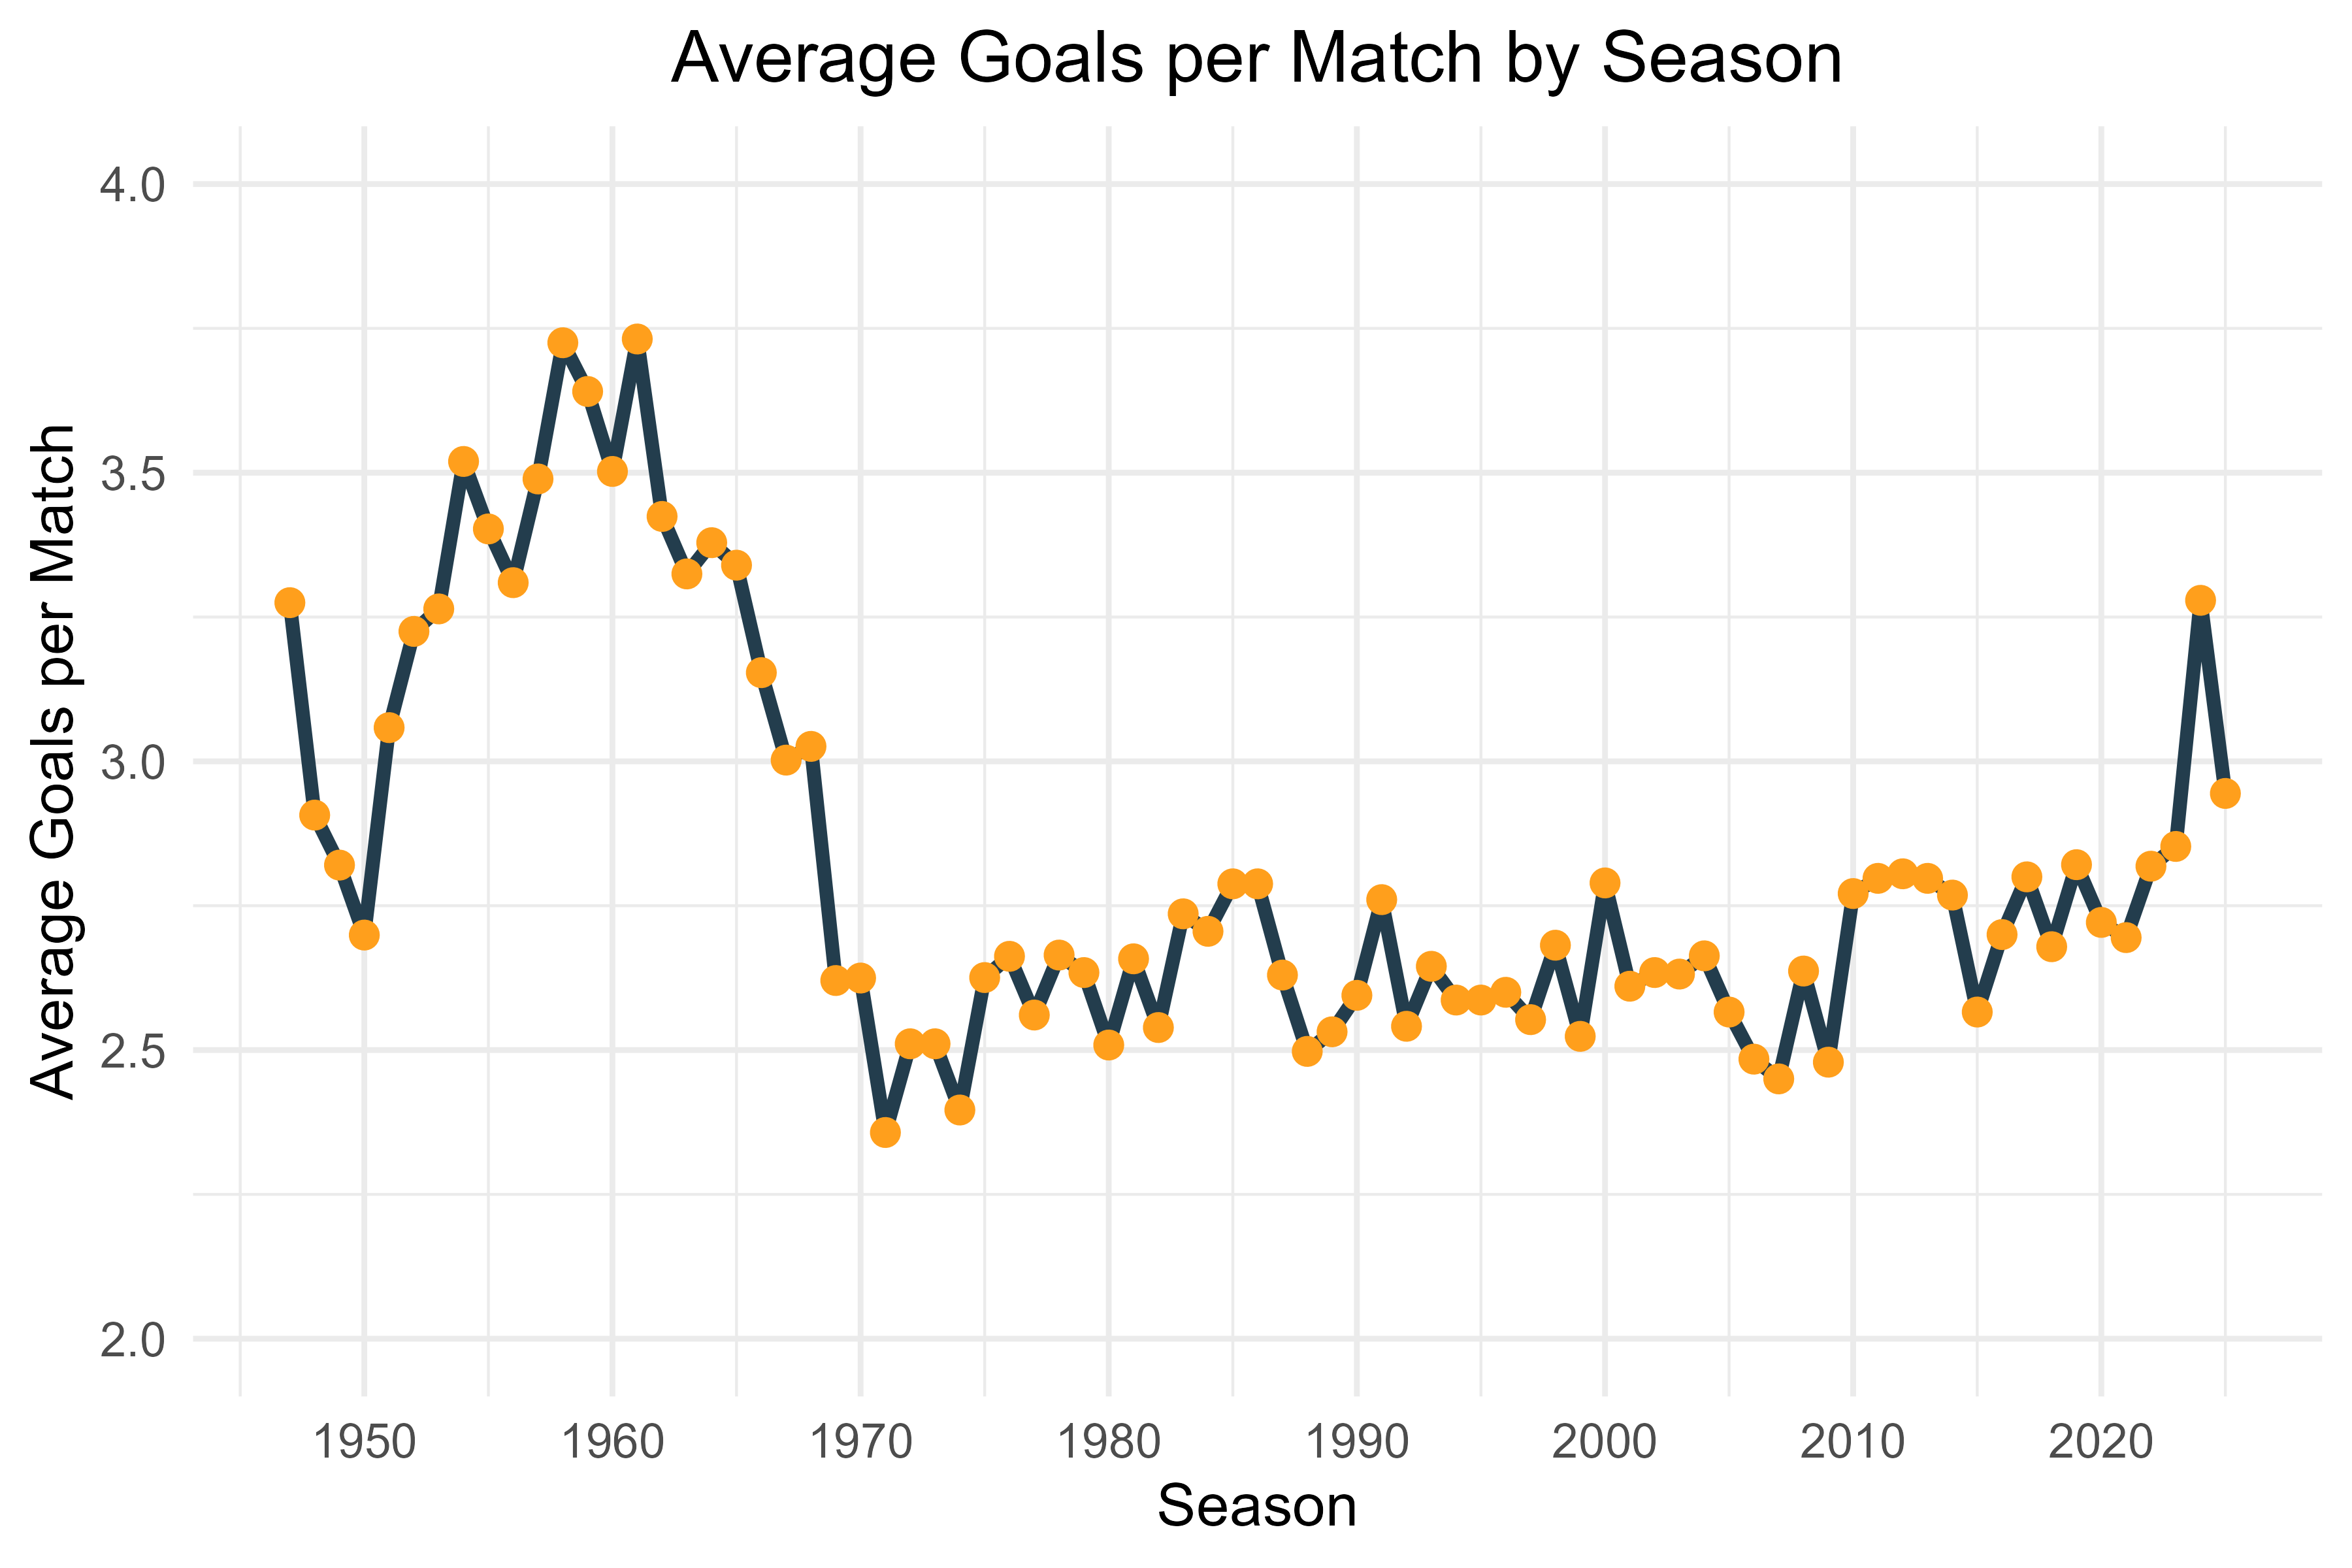 Average Goals per Match by Season
Average Goals per Match
4.0
3.5
3.0
2.5
2.0
1950 1960 1970 1980 1990 2000 2010 2020
Season